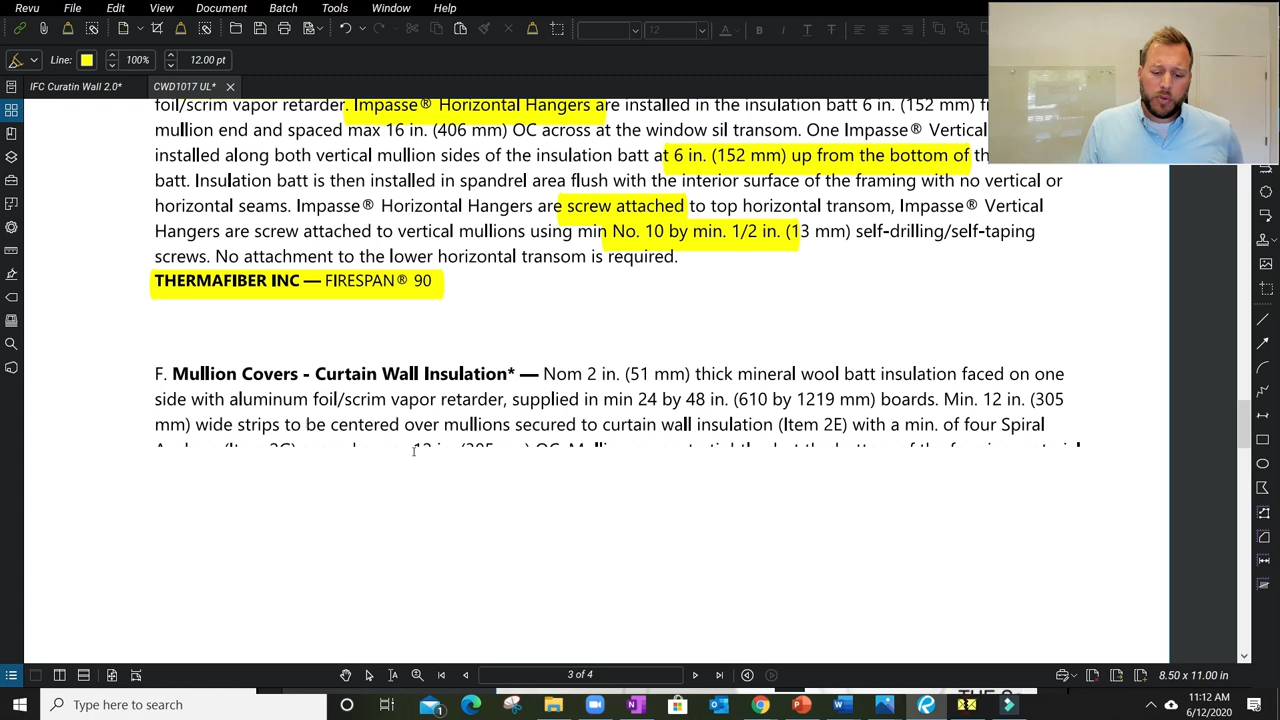 Revu File Edit View Document Batch Tools Window Help
12
Line: 100% 12.00 pt
IFC Curatin Wall 2.0* CWD1017 UL*
foil/scrim vapor retarder. Impasse® Horizontal Hangers are installed in the insulation batt 6 in. (152 mm)
mullion end and spaced max 16 in. (406 mm) OC across at the window sil transom. One Impasse® Vertical
installed along both vertical mullion sides of the insulation batt at 6 in. (152 mm) up from the bottom of
batt. Insulation batt is then installed in spandrel area flush with the interior surface of the framing with no vertical or
horizontal seams. Impasse® Horizontal Hangers are screw attached to top horizontal transom, Impasse® Vertical
Hangers are screw attached to vertical mullions using min No. 10 by min. 1/2 in. (13 mm) self-drilling/self-taping
screws. No attachment to the lower horizontal transom is required.
THERMAFIBER INC — FIRESPAN® 90
F. Mullion Covers - Curtain Wall Insulation* — Nom 2 in. (51 mm) thick mineral wool batt insulation faced on one
side with aluminum foil/scrim vapor retarder, supplied in min 24 by 48 in. (610 by 1219 mm) boards. Min. 12 in. (305
mm) wide strips to be centered over mullions secured to curtain wall insulation (Item 2E) with a min. of four Spiral
3 of 4 8.50 x 11.00 in
Type here to search
11:12 AM
6/12/2020